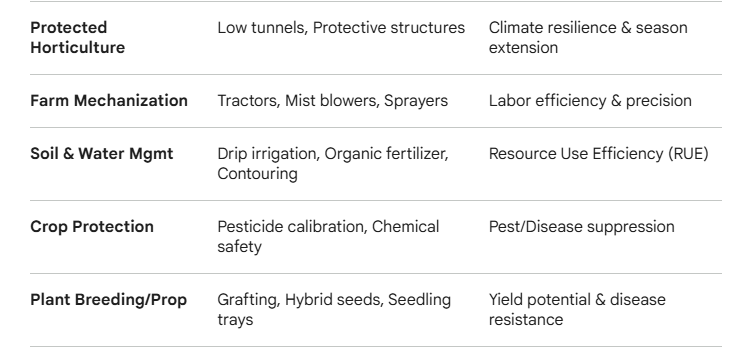 Protected Horticulture
Low tunnels, Protective structures
Climate resilience & season extension
Farm Mechanization
Tractors, Mist blowers, Sprayers
Labor efficiency & precision
Soil & Water Mgmt
Drip irrigation, Organic fertilizer, Contouring
Resource Use Efficiency (RUE)
Crop Protection
Pesticide calibration, Chemical safety
Pest/Disease suppression
Plant Breeding/Prop
Grafting, Hybrid seeds, Seedling trays
Yield potential & disease resistance